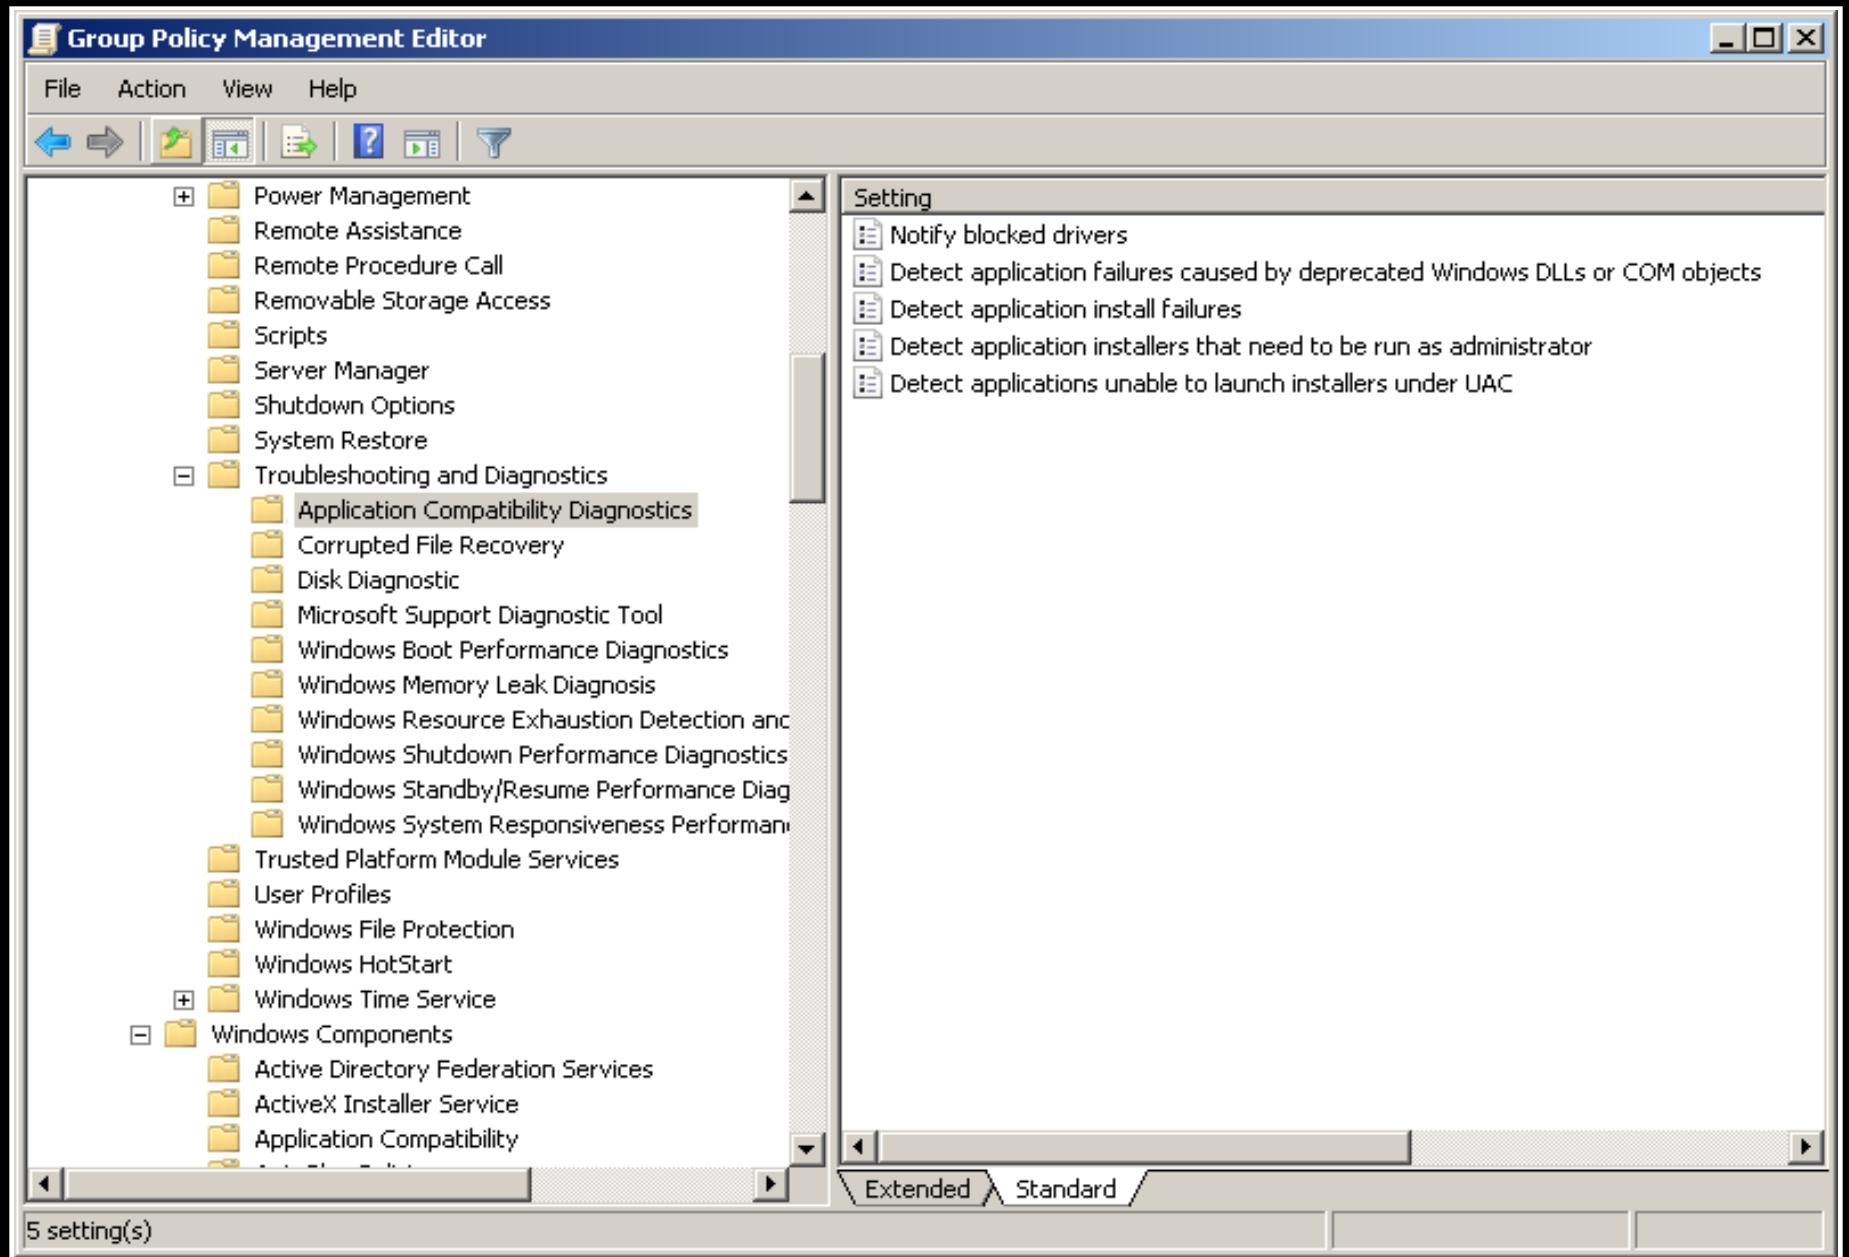 Group Policy Management Editor
File Action View Help
Power Management
Remote Assistance
Remote Procedure Call
Removable Storage Access
Scripts
Server Manager
Shutdown Options
System Restore
Troubleshooting and Diagnostics
Application Compatibility Diagnostics
Corrupted File Recovery
Disk Diagnostic
Microsoft Support Diagnostic Tool
Windows Boot Performance Diagnostics
Windows Memory Leak Diagnosis
Windows Resource Exhaustion Detection and
Windows Shutdown Performance Diagnostics
Windows Standby/Resume Performance Diag
Windows System Responsiveness Performan
Trusted Platform Module Services
User Profiles
Windows File Protection
Windows HotStart
Windows Time Service
Windows Components
Active Directory Federation Services
ActiveX Installer Service
Application Compatibility
Setting
Notify blocked drivers
Detect application failures caused by deprecated Windows DLLs or COM objects
Detect application install failures
Detect application installers that need to be run as administrator
Detect applications unable to launch installers under UAC
Extended Standard
5 setting(s)